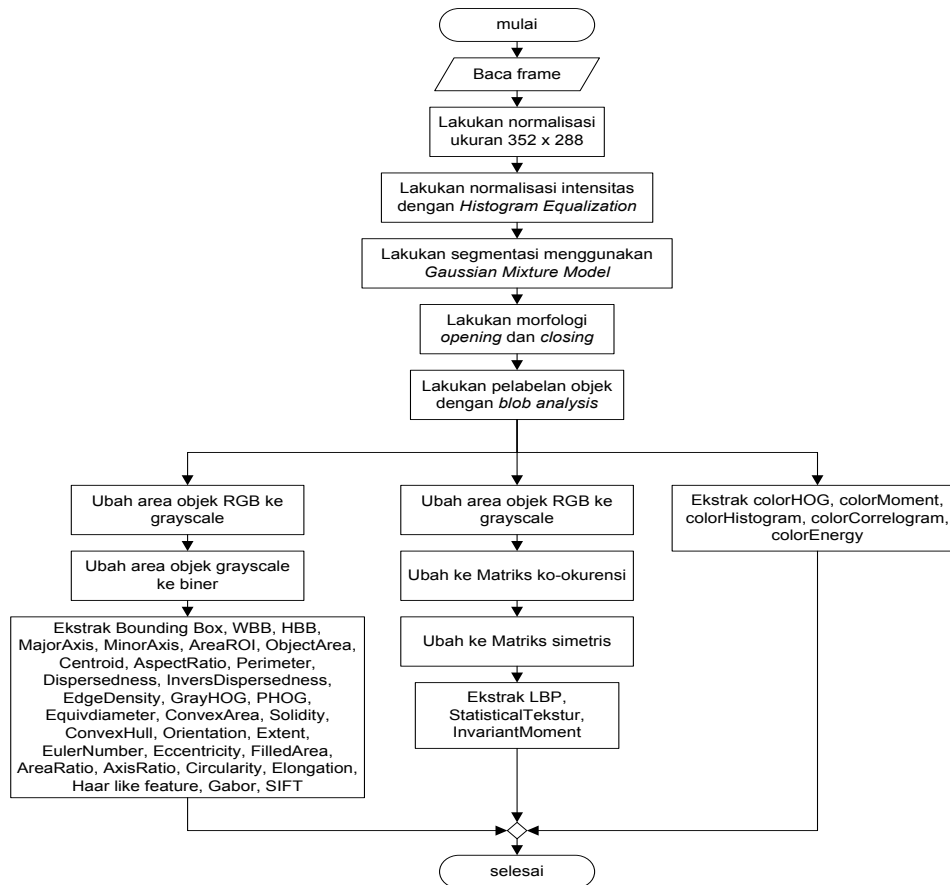 mulai
Baca frame
Lakukan normalisasi
ukuran 352 x 288
Lakukan normalisasi intensitas
dengan Histogram Equalization
Lakukan segmentasi menggunakan
Gaussian Mixture Model
Lakukan morfologi
opening dan closing
Lakukan pelabelan objek
dengan blob analysis
Ubah area objek RGB ke
grayscale
Ubah area objek grayscale
ke biner
Ekstrak Bounding Box, WBB, HBB,
MajorAxis, MinorAxis, AreaROI, ObjectArea,
Centroid, AspectRatio, Perimeter,
Dispersedness, InversDispersedness,
EdgeDensity, GrayHOG, PHOG,
Equivdiameter, ConvexArea, Solidity,
ConvexHull, Orientation, Extent,
EulerNumber, Eccentricity, FilledArea,
AreaRatio, AxisRatio, Circularity, Elongation,
Haar like feature, Gabor, SIFT
Ubah area objek RGB ke
grayscale
Ubah ke Matriks ko-okurensi
Ubah ke Matriks simetris
Ekstrak LBP,
StatisticalTekstur,
InvariantMoment
Ekstrak colorHOG, colorMoment,
colorHistogram, colorCorrelogram,
colorEnergy
selesai